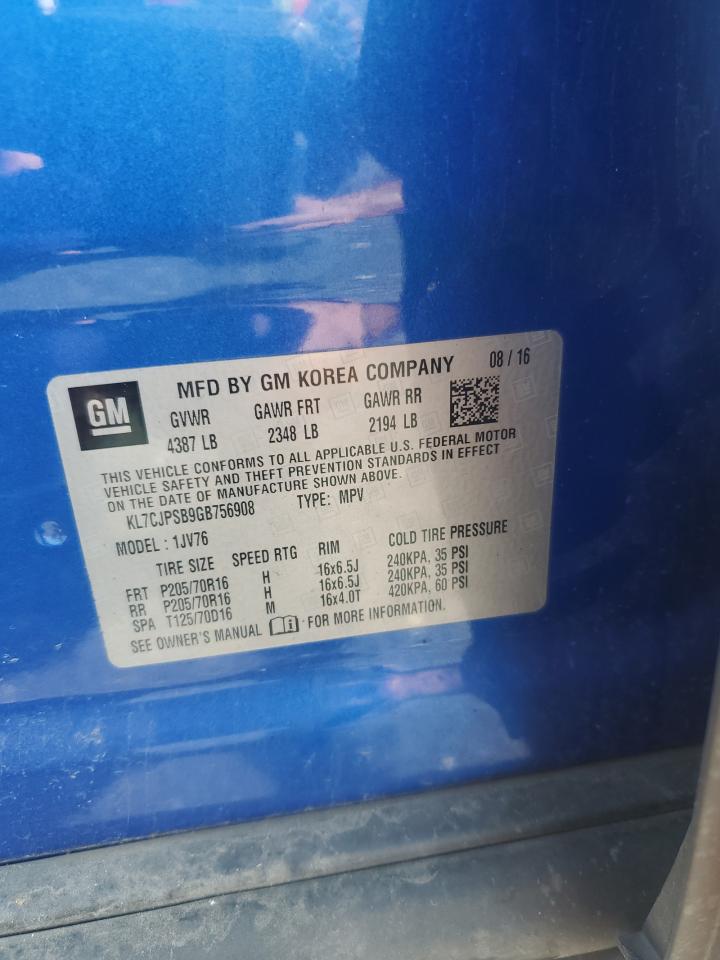 GM
MFD BY GM KOREA COMPANY 08 / 16
GVWR GAWR FRT GAWR RR
4387 LB 2348 LB 2194 LB
THIS VEHICLE CONFORMS TO ALL APPLICABLE U.S. FEDERAL MOTOR
VEHICLE SAFETY AND THEFT PREVENTION STANDARDS IN EFFECT
ON THE DATE OF MANUFACTURE SHOWN ABOVE.
KL7CJPSB9GB756908 TYPE: MPV
MODEL : 1JV76
TIRE SIZE SPEED RTG RIM COLD TIRE PRESSURE
FRT P205/70R16 H 16x6.5J 240KPA, 35 PSI
RR P205/70R16 H 16x6.5J 240KPA, 35 PSI
SPA T125/70D16 M 16x4.0T 420KPA, 60 PSI
SEE OWNER'S MANUAL i FOR MORE INFORMATION.